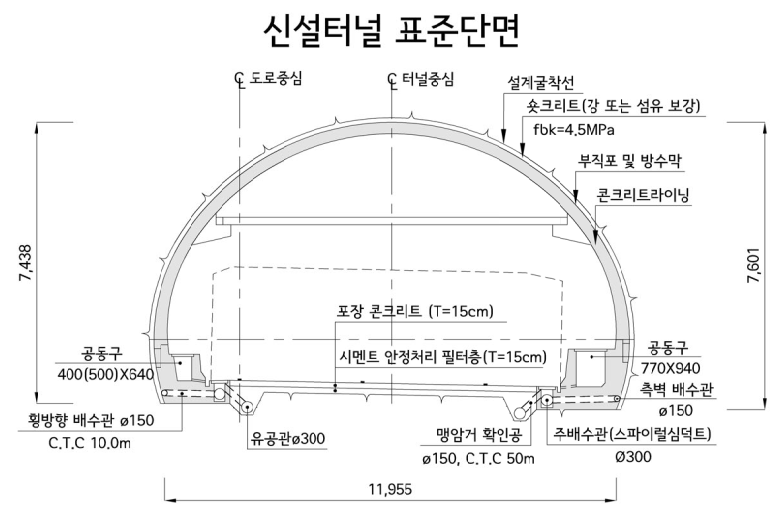 신설터널 표준단면
℄ 도로중심
℄ 터널중심
설계굴착선
숏크리트(강 또는 섬유 보강)
fbk=4.5MPa
부직포 및 방수막
콘크리트라이닝
7,438
7,601
포장 콘크리트 (T=15cm)
시멘트 안정처리 필터층(T=15cm)
공동구
400(500)X640
공동구
770X940
측벽 배수관
ø150
횡방향 배수관 ø150
C.T.C 10.0m
유공관ø300
맹암거 확인공
ø150, C.T.C 50m
주배수관(스파이럴심덕트)
Ø300
11,955